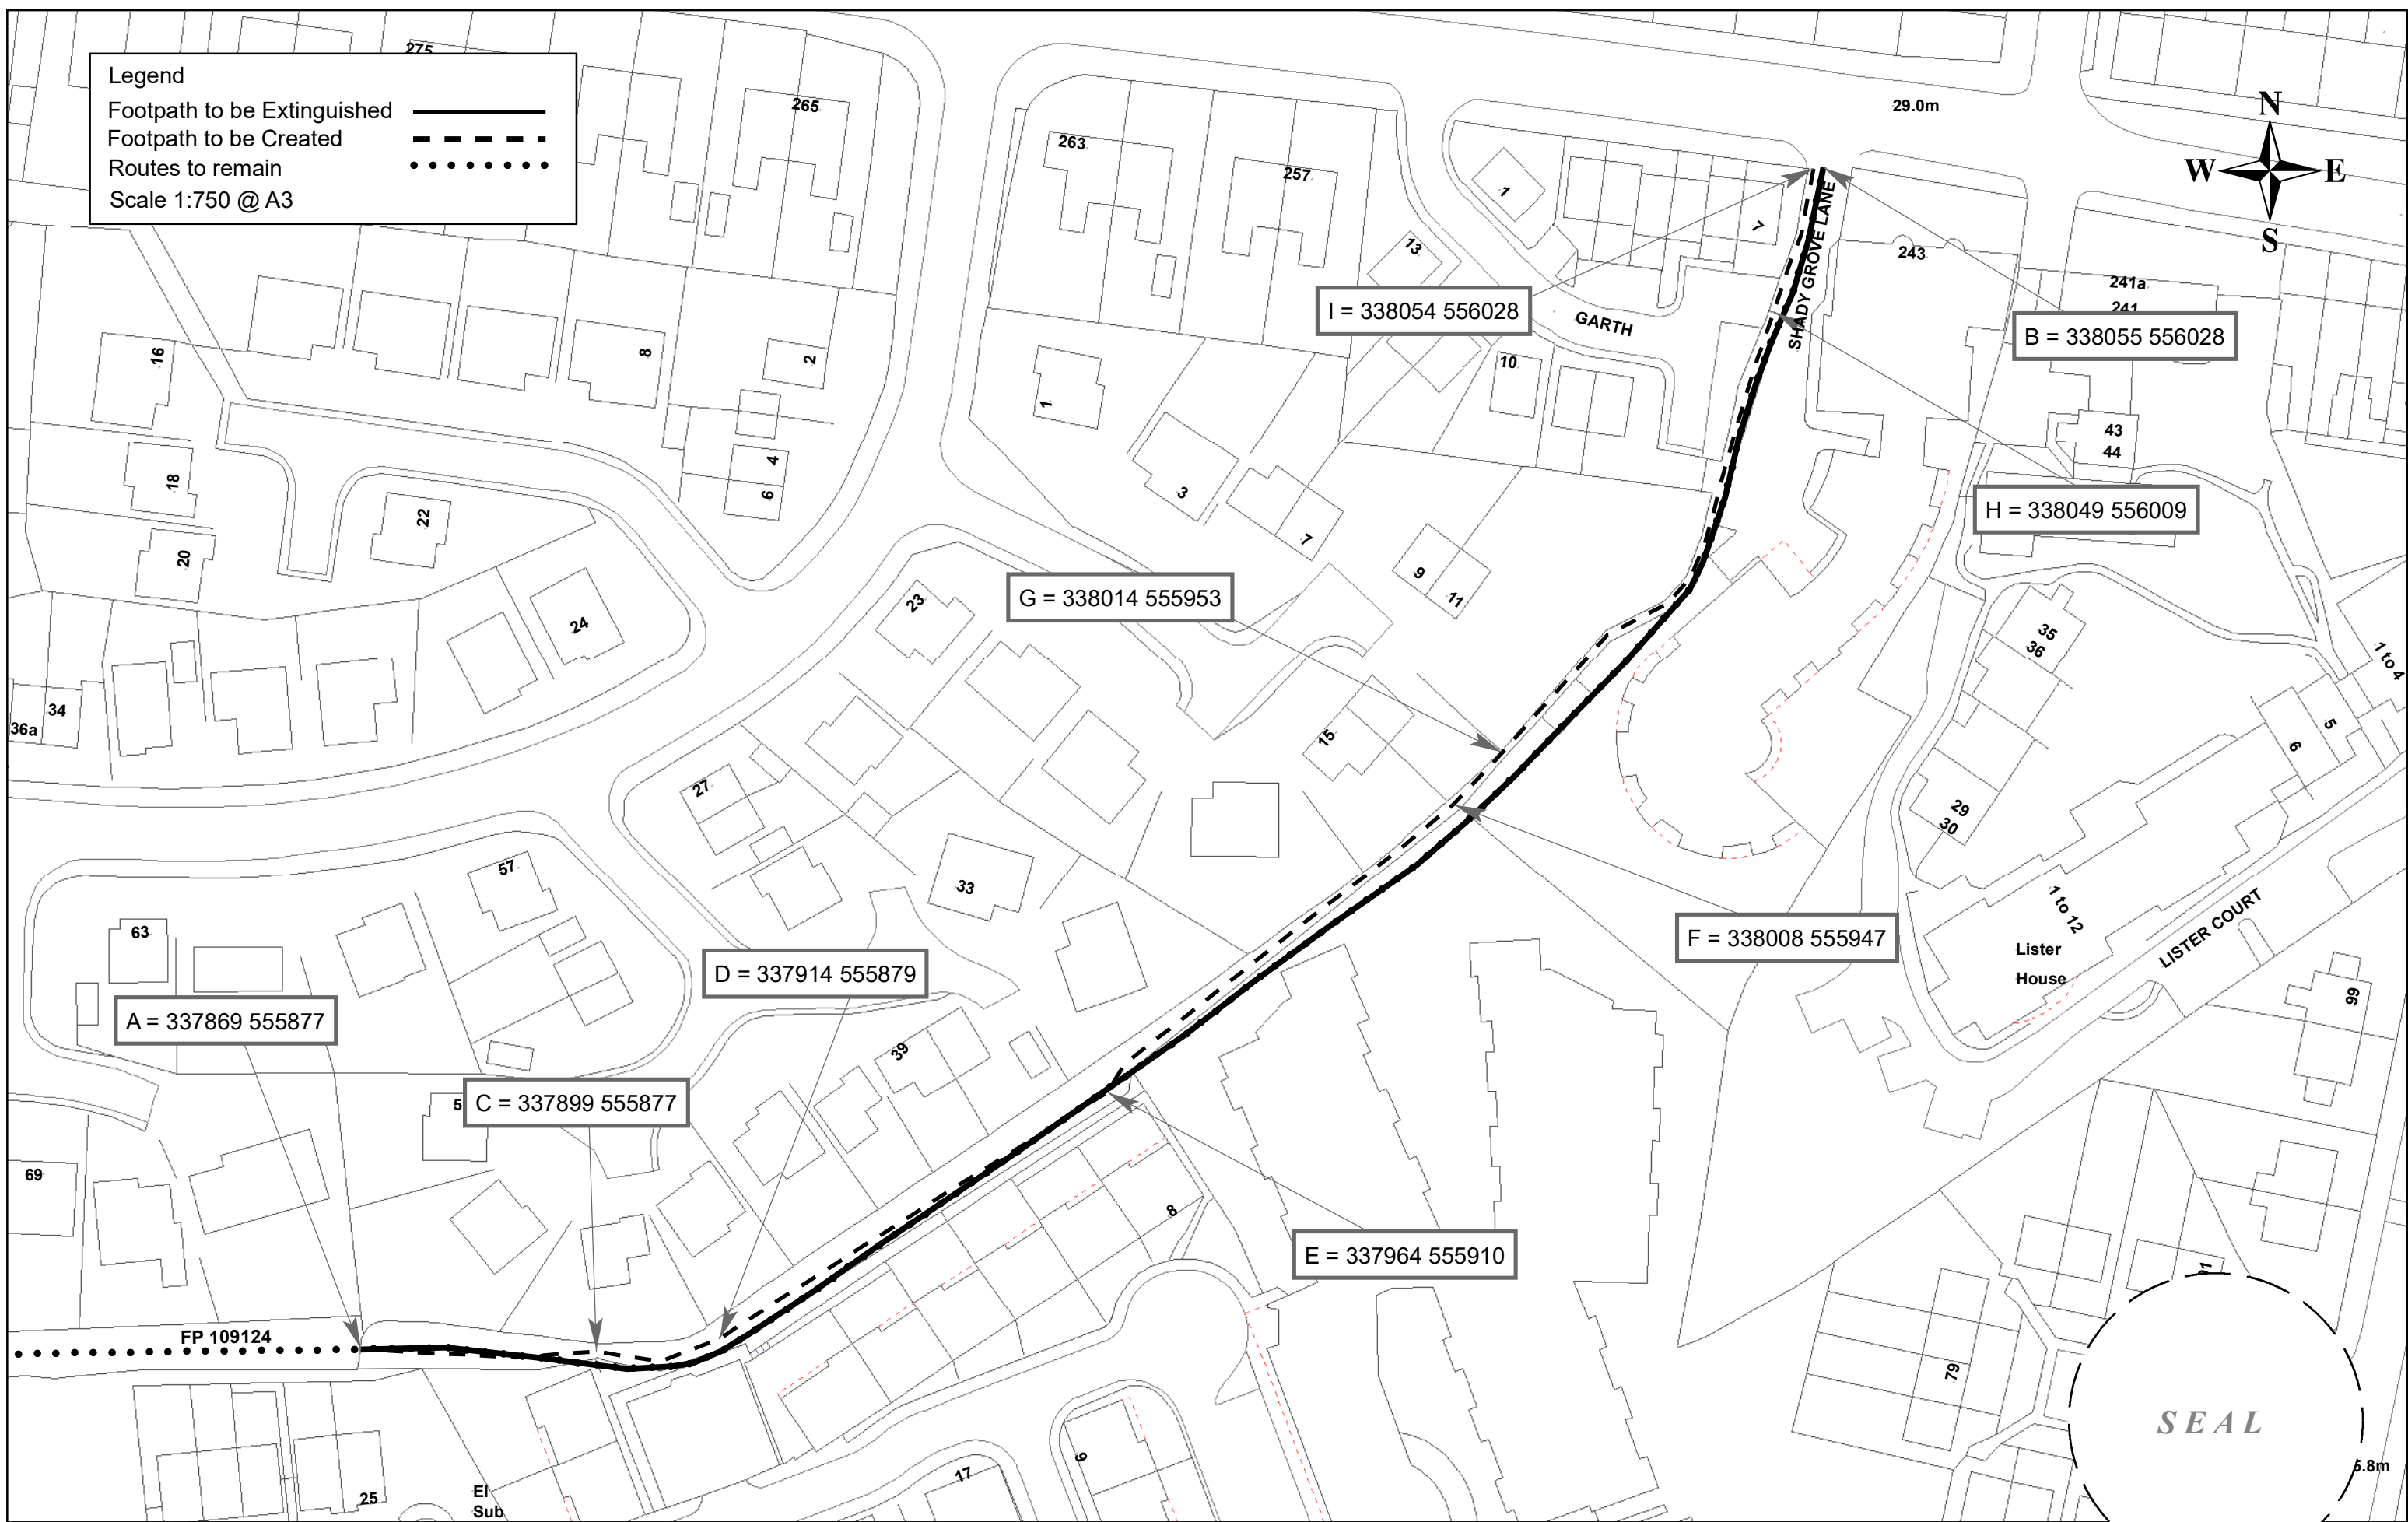 275
Legend
Footpath to be Extinguished
Footpath to be Created
Routes to remain
Scale 1:750 @ A3
265
263
257
29.0m
N
W E
S
1
7
13
243
241a
241
SHADY GROVE LANE
I = 338054 556028
GARTH
B = 338055 556028
16
8
2
1
10
18
4
6
3
43
44
22
20
7
9
11
H = 338049 556009
24
23
G = 338014 555953
35
36
1 to 4
34
36a
15
5
6
27
29
30
57
33
63
F = 338008 555947
1 to 12
Lister
House
LISTER COURT
D = 337914 555879
99
A = 337869 555877
39
C = 337899 555877
5
69
8
E = 337964 555910
91
FP 109124
79
SEAL
6.8m
25
El
Sub
17
9